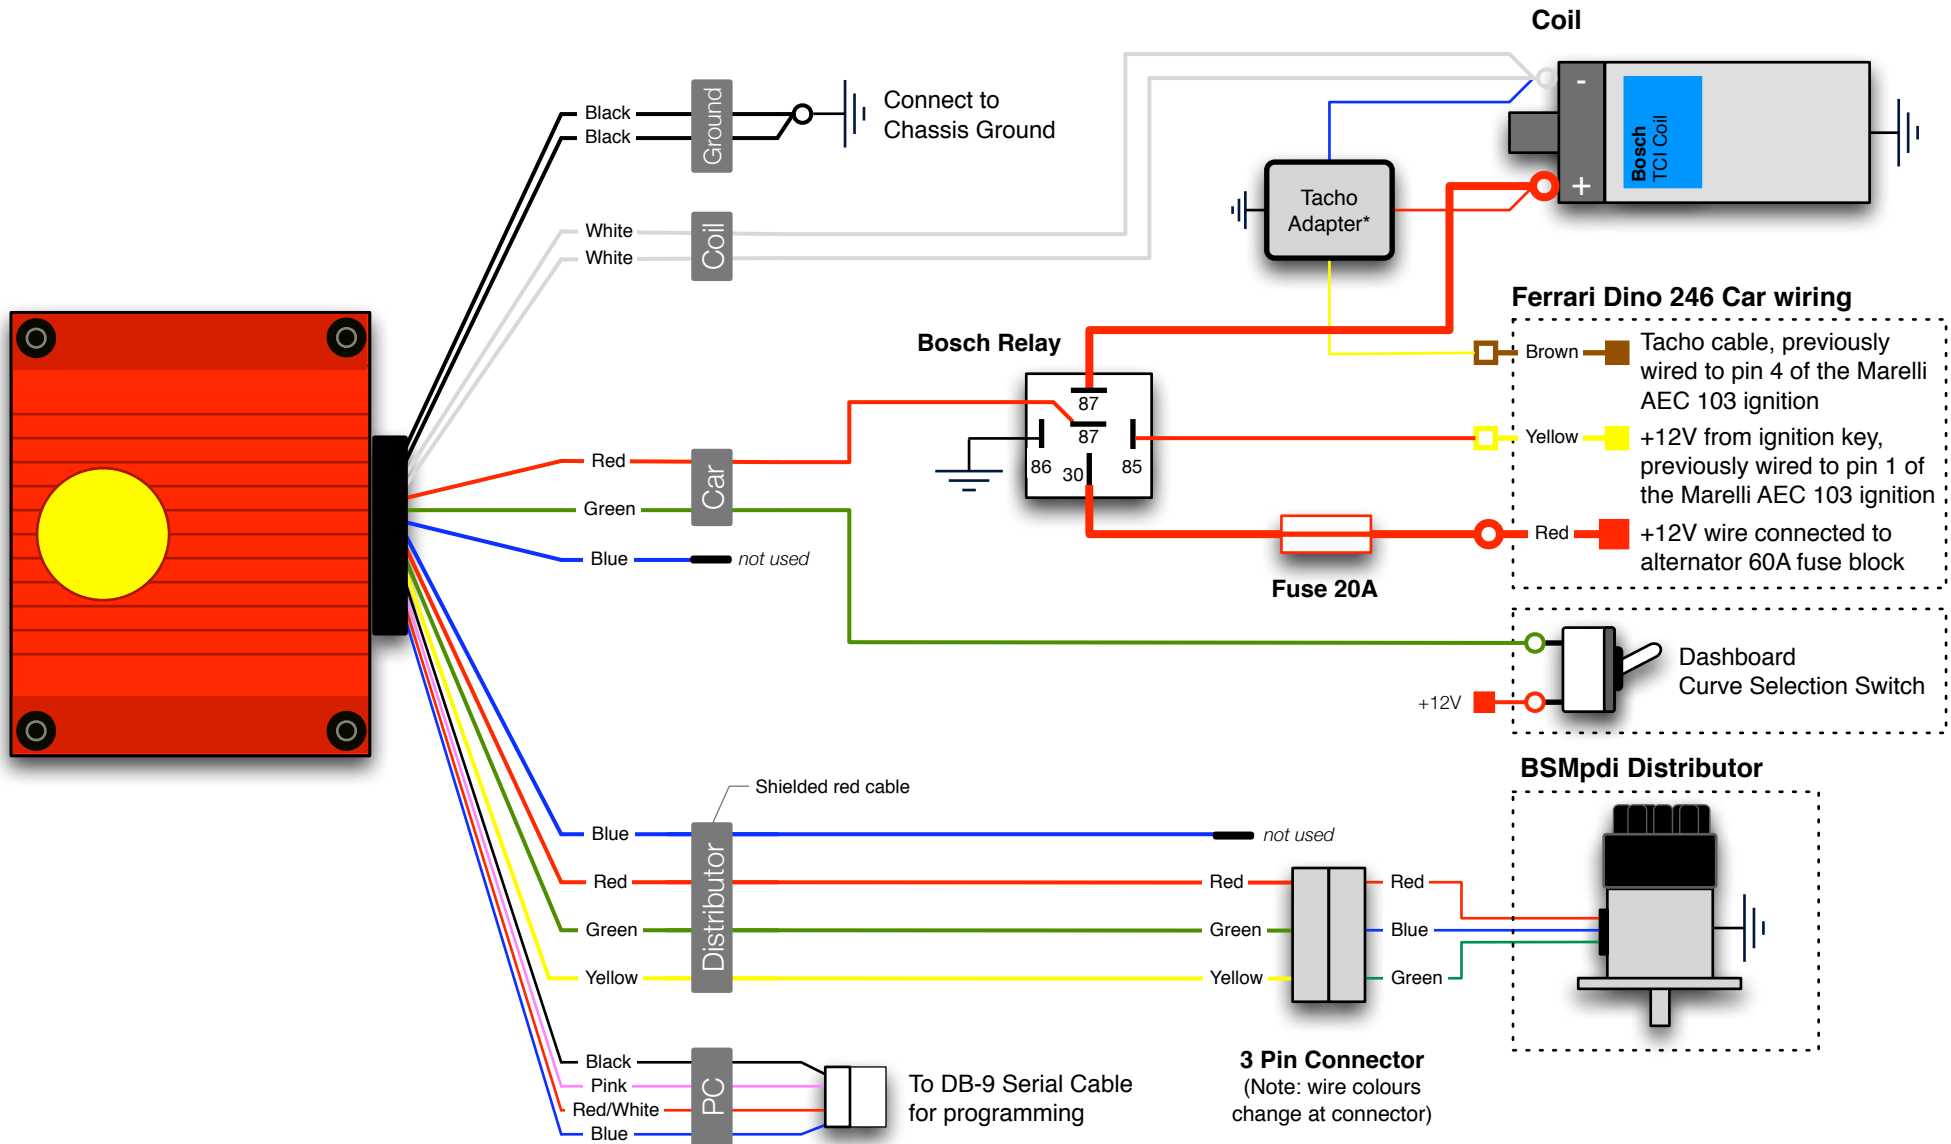 Coil
Black
Black
Ground
Connect to
Chassis Ground
-
+
Bosch
TCI Coil
White
White
Coil
Tacho
Adapter*
Ferrari Dino 246 Car wiring
Brown
Tacho cable, previously
wired to pin 4 of the Marelli
AEC 103 ignition
Yellow
+12V from ignition key,
previously wired to pin 1 of
the Marelli AEC 103 ignition
Red
+12V wire connected to
alternator 60A fuse block
Bosch Relay
87
87
86
30
85
Fuse 20A
Red
Green
Car
Blue
not used
Dashboard
Curve Selection Switch
+12V
BSMpdi Distributor
Shielded red cable
Blue
not used
Red
Red
Red
Green
Green
Blue
Yellow
Yellow
Green
Distributor
3 Pin Connector
(Note: wire colours
change at connector)
Black
Pink
Red/White
Blue
PC
To DB-9 Serial Cable
for programming